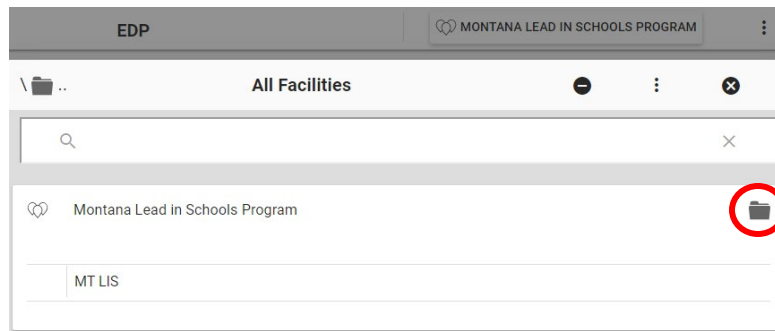 EDP
MONTANA LEAD IN SCHOOLS PROGRAM
\ ..
All Facilities
Montana Lead in Schools Program
MT LIS